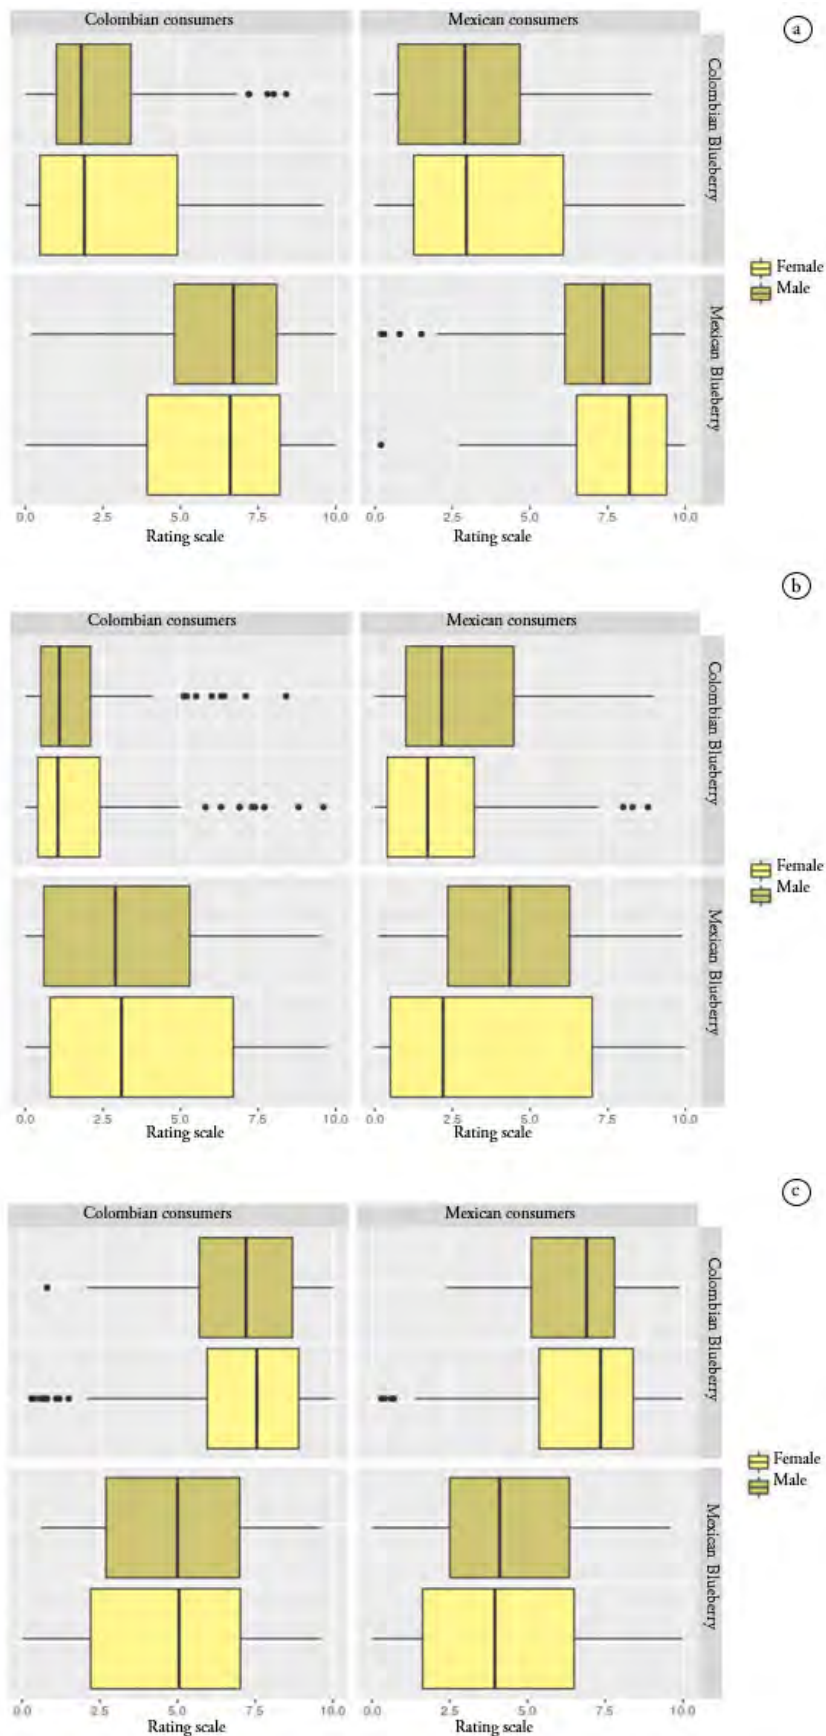 Colombian consumers Mexican consumers
a
Colombian Blueberry
Mexican Blueberry
Female
Male
0.0 2.5 5.0 7.5 10.0 0.0 2.5 5.0 7.5 10.0
Rating scale Rating scale
b
Colombian consumers Mexican consumers
Colombian Blueberry
Mexican Blueberry
Female
Male
0.0 2.5 5.0 7.5 10.0 0.0 2.5 5.0 7.5 10.0
Rating scale Rating scale
c
Colombian consumers Mexican consumers
Colombian Blueberry
Mexican Blueberry
Female
Male
0.0 2.5 5.0 7.5 10.0 0.0 2.5 5.0 7.5 10.0
Rating scale Rating scale